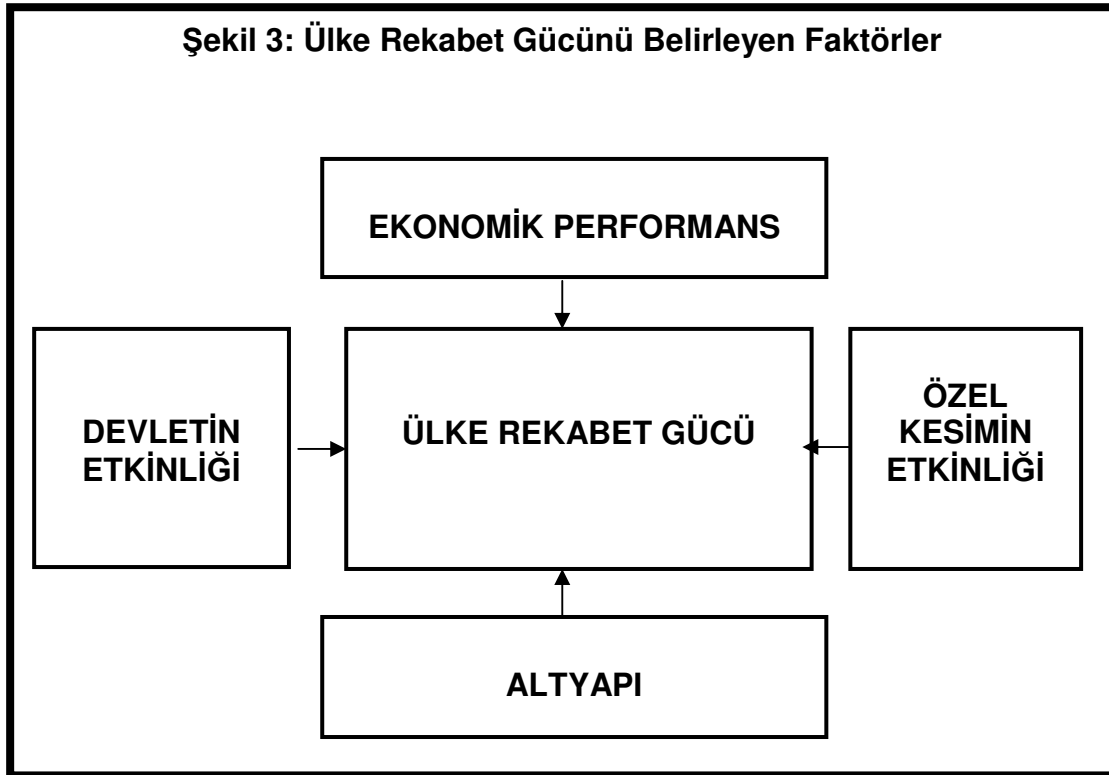 Şekil 3: Ülke Rekabet Gücünü Belirleyen Faktörler
EKONOMİK PERFORMANS
DEVLETİN
ETKİNLİĞİ
ÜLKE REKABET GÜCÜ
ÖZEL
KESİMİN
ETKİNLİĞİ
ALTYAPI